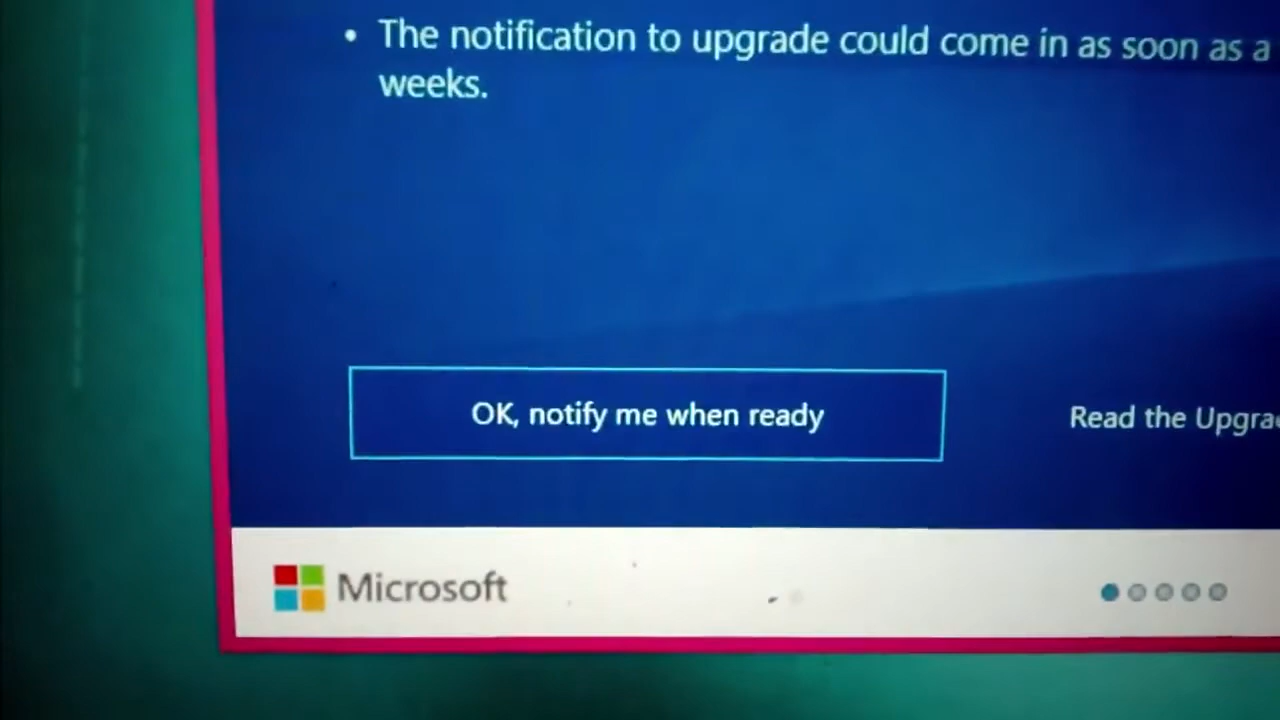 • The notification to upgrade could come in as soon as a
weeks.
OK, notify me when ready
Read the Upgra
Microsoft